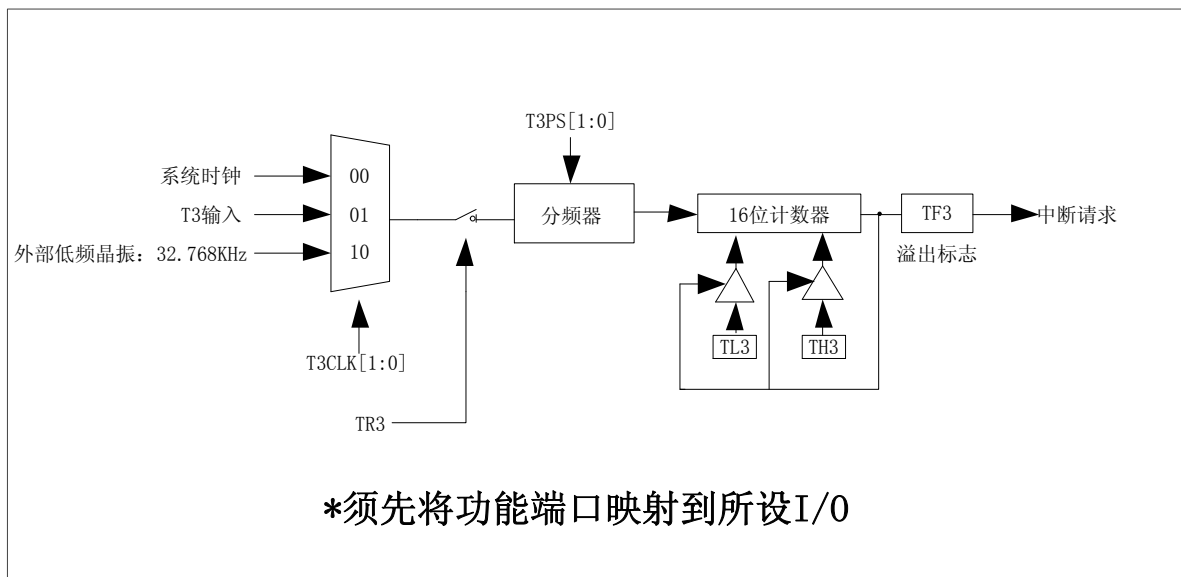 T3PS[1:0]
系统时钟
00
T3输入
01
分频器
16位计数器
TF3
中断请求
外部低频晶振：32.768KHz
10
溢出标志
TL3
TH3
T3CLK[1:0]
TR3
*须先将功能端口映射到所设I/0